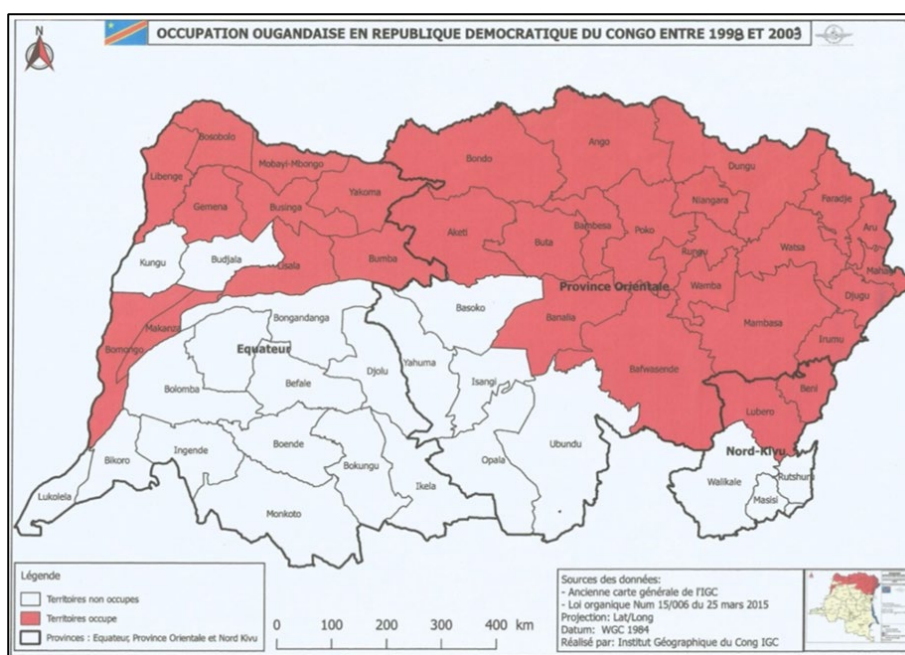 OCCUPATION OUGANDAISE EN REPUBLIQUE DEMOCRATIQUE DU CONGO ENTRE 1998 ET 2003
N
Bosobolo
Mobayi-Mbongo
Libenge
Gemena
Businga
Yakoma
Kungu
Budjala
Lisala
Bumba
Bondo
Ango
Dungu
Niangara
Faradje
Aru
Aketi
Buta
Bambesa
Poko
Rungu
Watsa
Mahagi
Province Orientale
Wamba
Djugu
Basoko
Banalia
Mambasa
Irumu
Bomongo
Makanza
Bongandanga
Equateur
Yahuma
Isangi
Bafwasende
Beni
Bolomba
Befale
Djolu
Lubero
Boende
Ubundu
Opala
Nord-Kivu
Bikoro
Ingende
Bokungu
Ikela
Walikale
Rutshuru
Masisi
Lukolela
Monkoto
Légende
Territoires non occupes
Territoires occupe
Provinces : Equateur, Province Orientale et Nord Kivu
0 100 200 300 400 km
Sources des données:
- Ancienne carte générale de l'IGC
- Loi organique Num 15/006 du 25 mars 2015
Projection: Lat/Long
Datum: WGC 1984
Réalisé par: Institut Géographique du Cong IGC